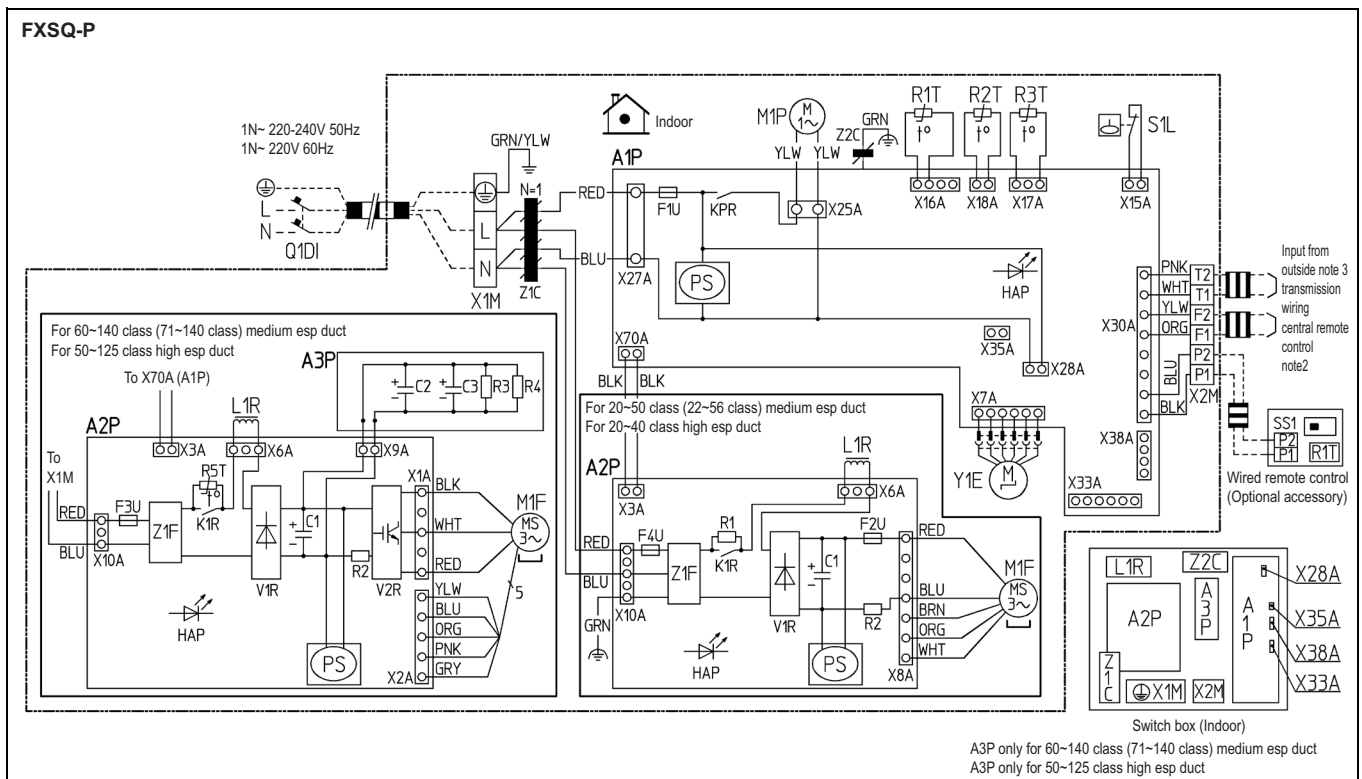 FXSQ-P
1N~ 220-240V 50Hz
1N~ 220V 60Hz
L
N
Q1DI
GRN/YLW
L
N
X1M
N=1
Z1C
RED
BLU
Indoor
A1P
X27A
F1U
KPR
PS
M1P
M
1~
YLW YLW
X25A
Z2C
GRN
R1T
t°
X16A
R2T
t°
X18A
R3T
t°
X17A
S1L
X15A
HAP
X35A
X28A
X70A
BLK BLK
X30A
PNK
WHT
YLW
ORG
BLU
BLK
T2
T1
F2
F1
P2
P1
X2M
Input from
outside note 3
transmission
wiring
central remote
control
note2
SS1
P2
P1
R1T
Wired remote control
(Optional accessory)
X7A
Y1E
M
X38A
X33A
For 60~140 class (71~140 class) medium esp duct
For 50~125 class high esp duct
To X70A (A1P)
A3P
C2
C3
R3
R4
A2P
L1R
X3A
X6A
X9A
To
X1M
RED
BLU
X10A
F3U
Z1F
R5T
t°
K1R
V1R
C1
R2
V2R
HAP
PS
X1A
BLK
WHT
RED
M1F
MS
3~
5
YLW
BLU
ORG
PNK
GRY
X2A
For 20~50 class (22~56 class) medium esp duct
For 20~40 class high esp duct
A2P
L1R
X3A
X6A
RED
BLU
GRN
X10A
F4U
Z1F
R1
K1R
V1R
C1
F2U
R2
HAP
PS
X8A
RED
BLU
BRN
ORG
WHT
M1F
MS
3~
L1R
Z2C
A2P
A3P
A1P
Z1C
X1M
X2M
X28A
X35A
X38A
X33A
Switch box (Indoor)
A3P only for 60~140 class (71~140 class) medium esp duct
A3P only for 50~125 class high esp duct